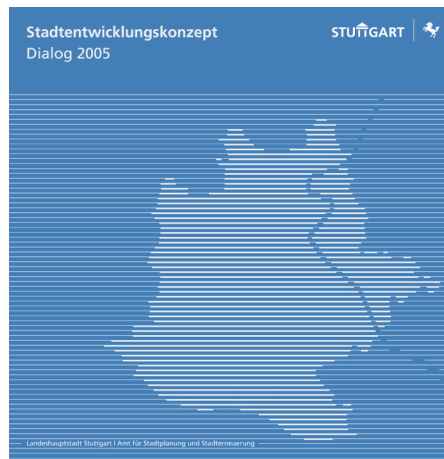 Stadtentwicklungskonzept
Dialog 2005
STUTTGART
Landeshauptstadt Stuttgart I Amt für Stadtplanung und Stadterneuerung